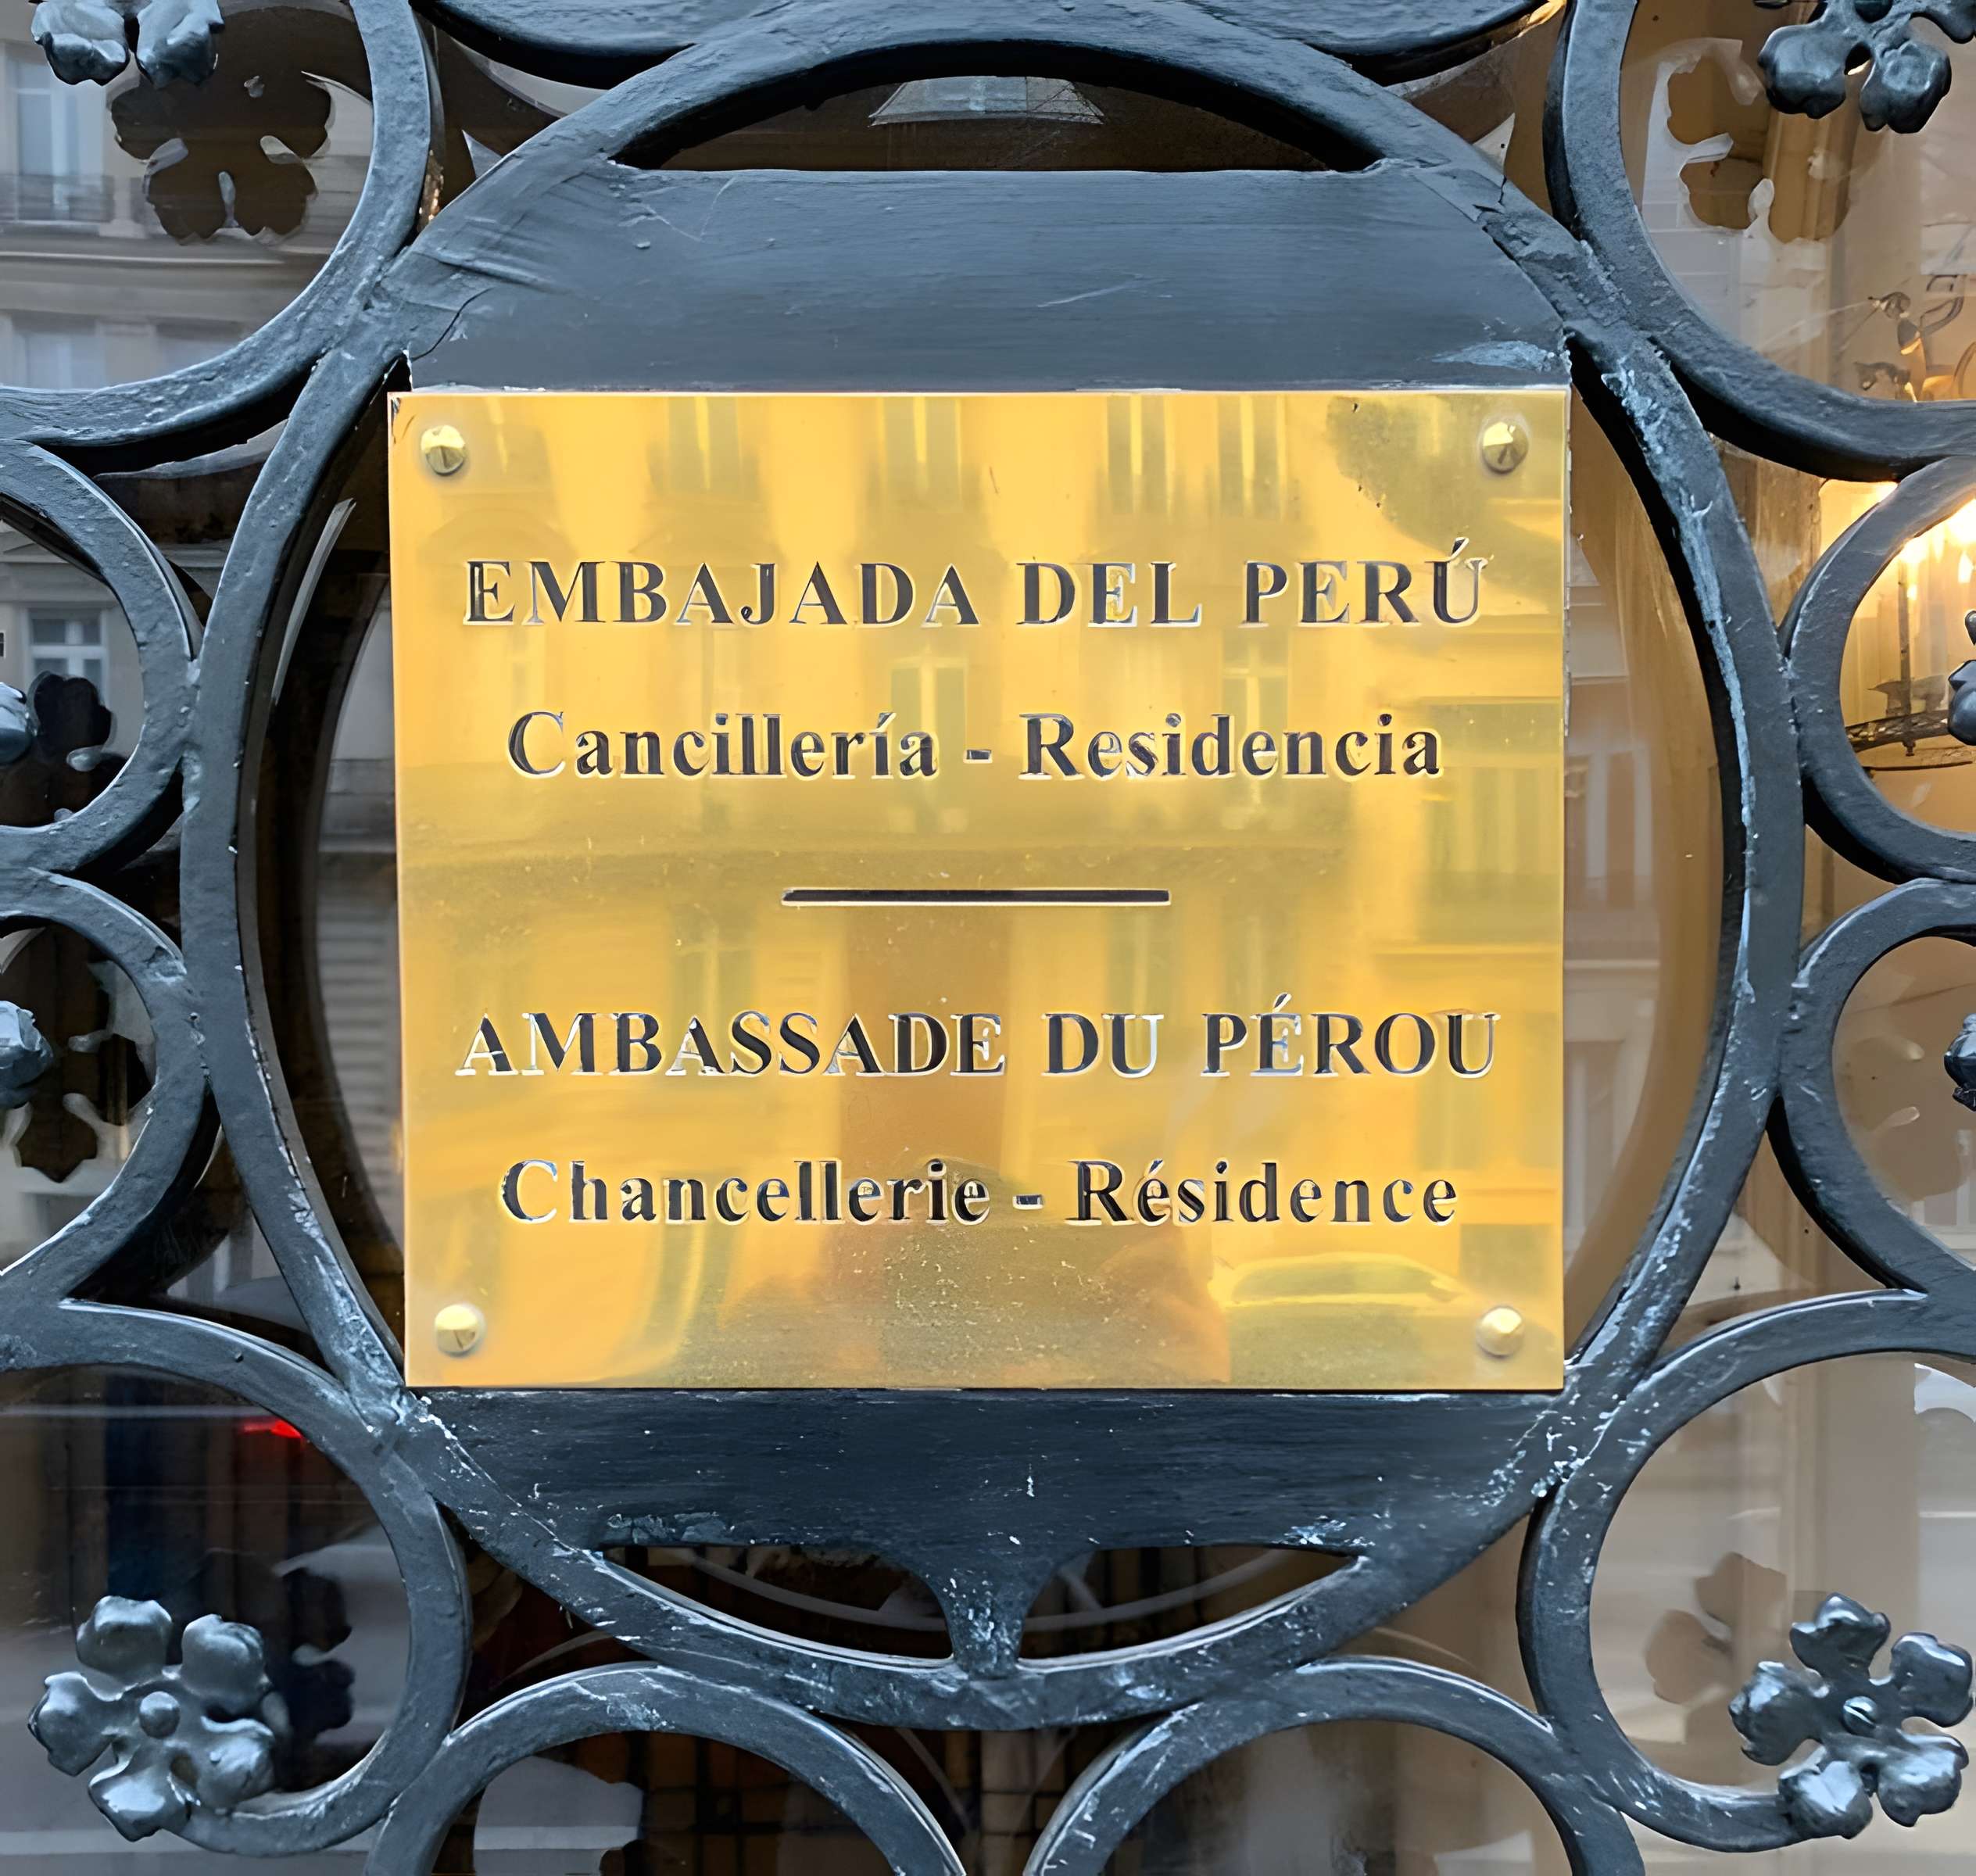 EMBAJADA DEL PERÚ
Cancillería - Residencia
AMBASSADE DU PÉROU
Chancellerie - Résidence